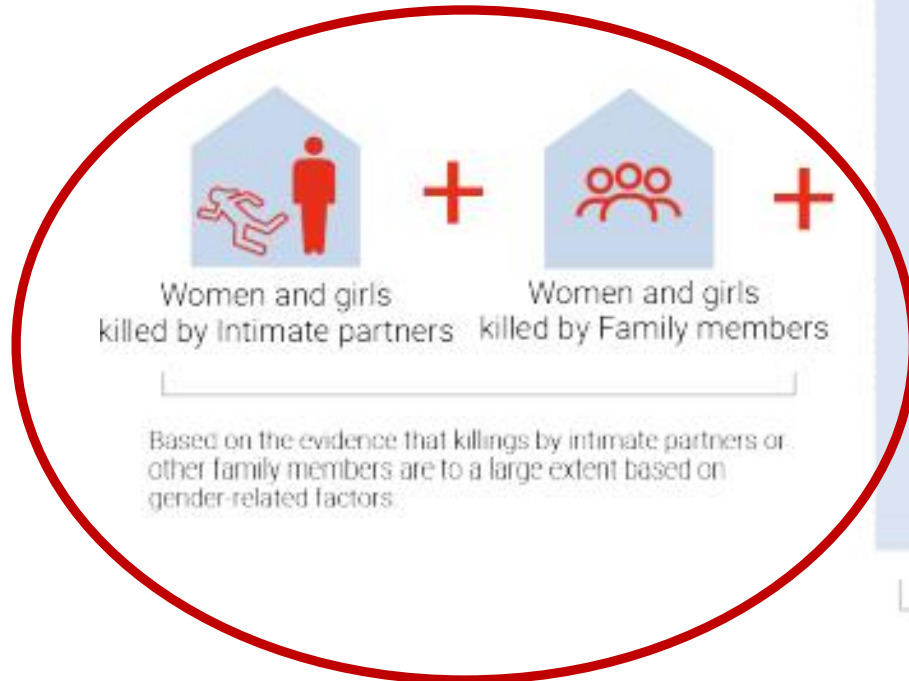 Women and girls
killed by Intimate partners
+
Women and girls
killed by Family members
+
Based on the evidence that killings by intimate partners or
other family members are to a large extent based on
gender-related factors.